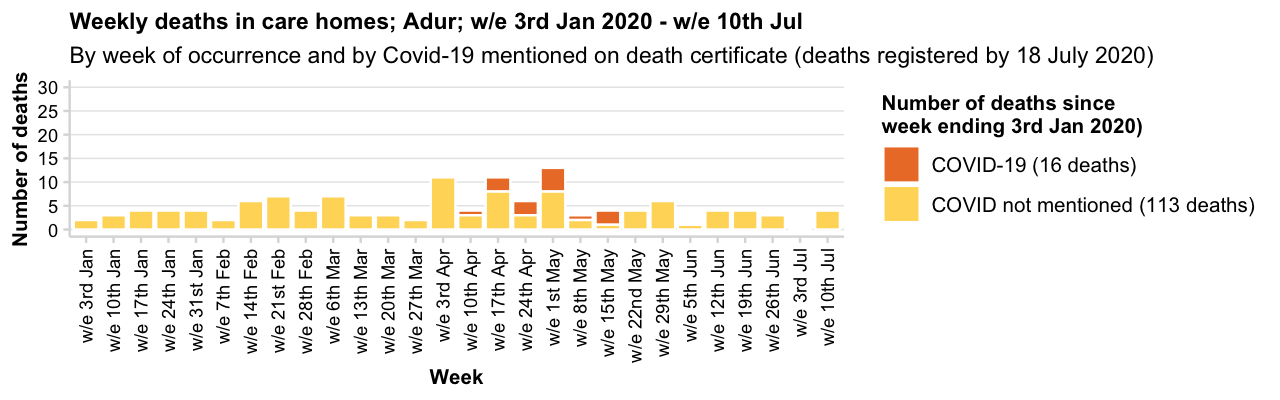 Weekly deaths in care homes; Adur; w/e 3rd Jan 2020 - w/e 10th Jul
By week of occurrence and by Covid-19 mentioned on death certificate (deaths registered by 18 July 2020)
Number of deaths
30
25
20
15
10
5
0
w/e 3rd Jan
w/e 10th Jan
w/e 17th Jan
w/e 24th Jan
w/e 31st Jan
w/e 7th Feb
w/e 14th Feb
w/e 21st Feb
w/e 28th Feb
w/e 6th Mar
w/e 13th Mar
w/e 20th Mar
w/e 27th Mar
w/e 3rd Apr
w/e 10th Apr
w/e 17th Apr
w/e 24th Apr
w/e 1st May
w/e 8th May
w/e 15th May
w/e 22nd May
w/e 29th May
w/e 5th Jun
w/e 12th Jun
w/e 19th Jun
w/e 26th Jun
w/e 3rd Jul
w/e 10th Jul
Week
Number of deaths since
week ending 3rd Jan 2020)
COVID-19 (16 deaths)
COVID not mentioned (113 deaths)